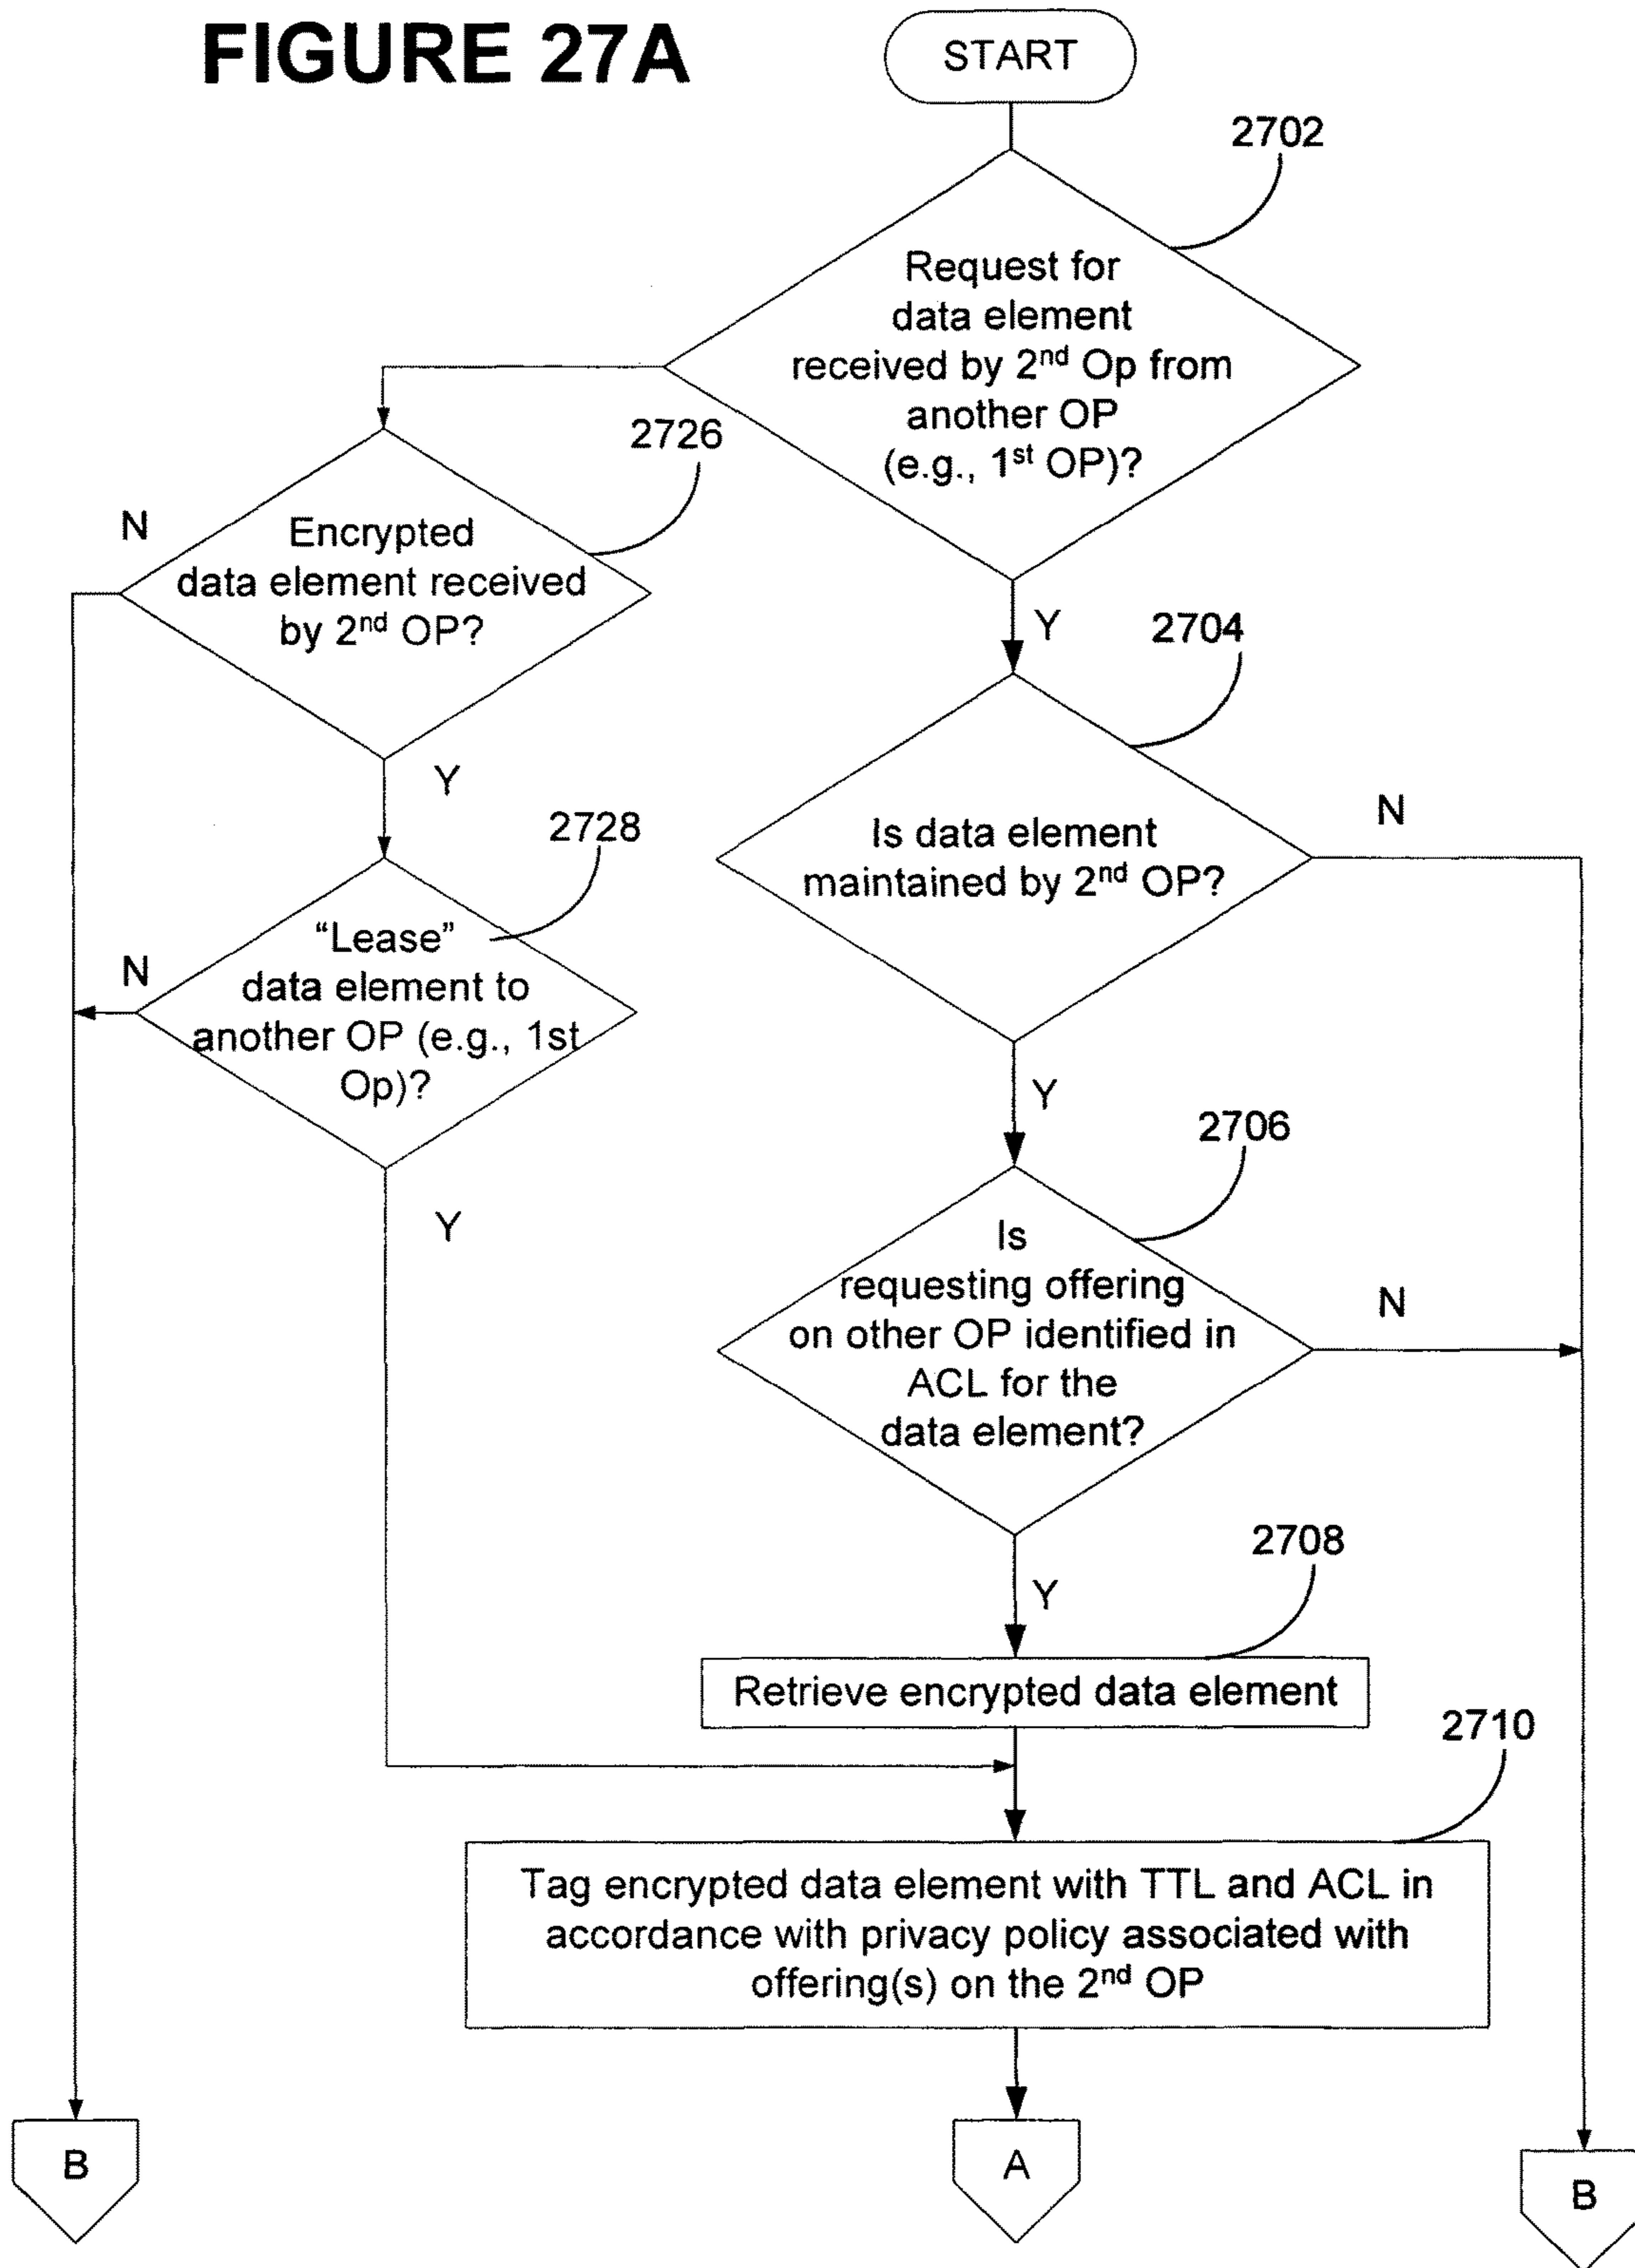 FIGURE 27A
START
2702
Request for
data element
received by 2nd Op from
another OP
(e.g., 1st OP)?
2726
N
Encrypted
data element received
by 2nd OP?
Y
2704
Y
2728
Is data element
maintained by 2nd OP?
N
"Lease"
data element to
another OP (e.g., 1st
Op)?
N
Y
2706
Y
Is
requesting offering
on other OP identified in
ACL for the
data element?
N
2708
Y
Retrieve encrypted data element
2710
Tag encrypted data element with TTL and ACL in
accordance with privacy policy associated with
offering(s) on the 2nd OP
B
A
B